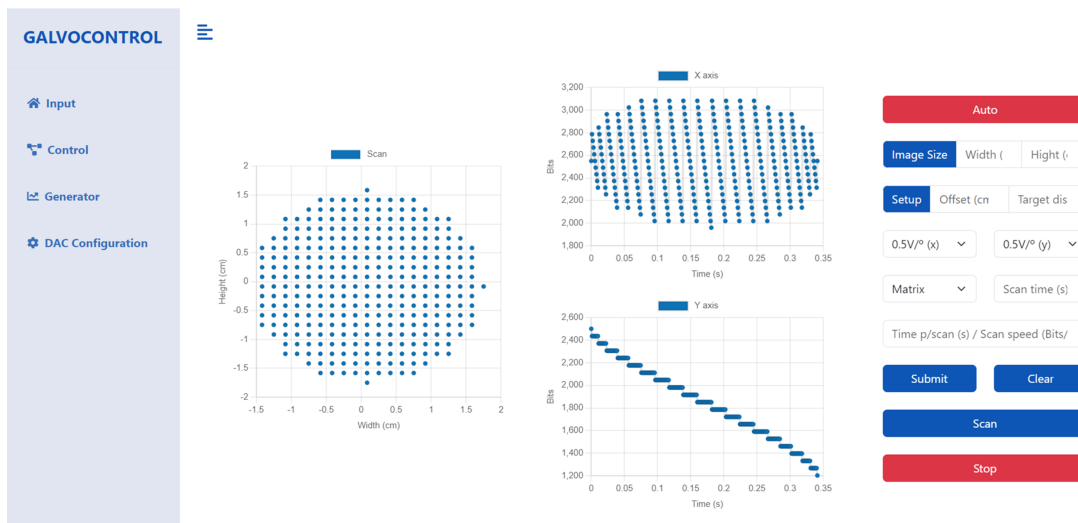 GALVOCONTROL
Input
Control
Generator
DAC Configuration
Scan
2
1.5
1
0.5
0
-0.5
-1
-1.5
-2
Height (cm)
-1.5 -1 -0.5 0 0.5 1 1.5 2
Width (cm)
X axis
3,200
3,000
2,800
2,600
2,400
2,200
2,000
1,800
Bits
0 0.05 0.1 0.15 0.2 0.25 0.3 0.35
Time (s)
Y axis
2,600
2,400
2,200
2,000
1,800
1,600
1,400
1,200
Bits
0 0.05 0.1 0.15 0.2 0.25 0.3 0.35
Time (s)
Auto
Image Size Width ( Hight (
Setup Offset (cm Target dis
0.5V/º (x) 0.5V/º (y)
Matrix Scan time (s)
Time p/scan (s) / Scan speed (Bits/
Submit Clear
Scan
Stop